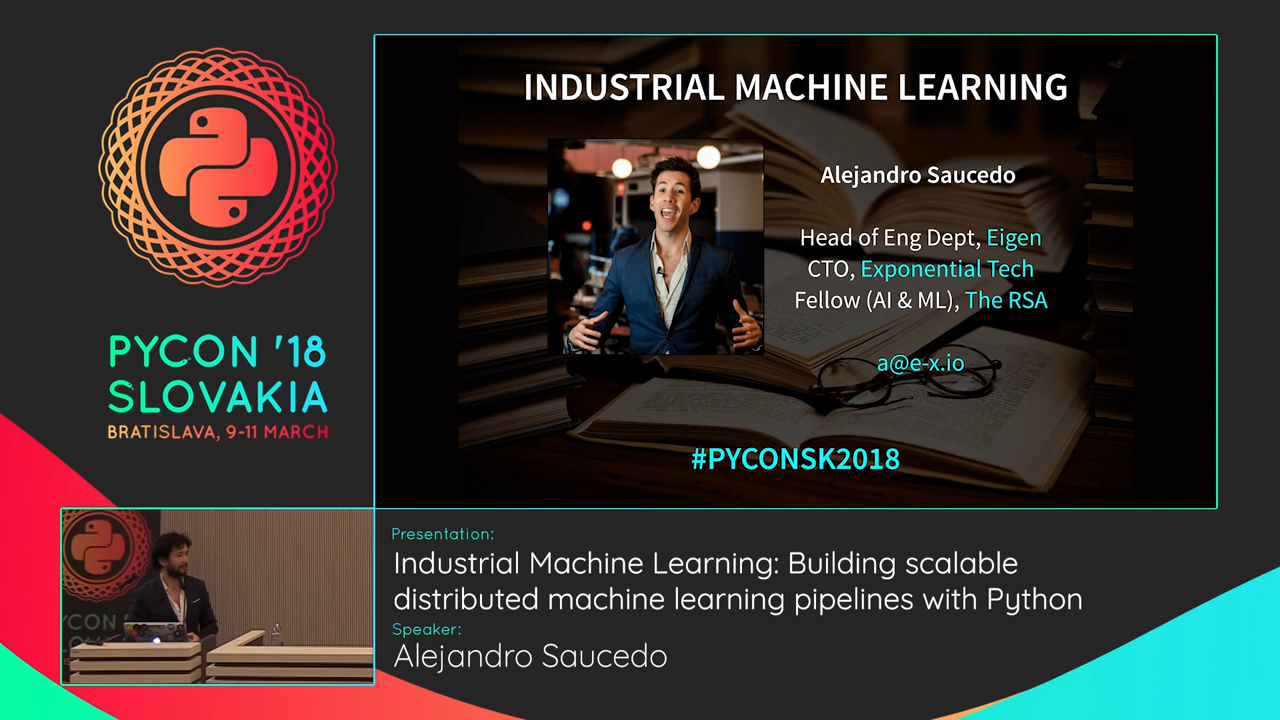 PYCON '18
SLOVAKIA
BRATISLAVA, 9-11 MARCH
INDUSTRIAL MACHINE LEARNING
Alejandro Saucedo
Head of Eng Dept, Eigen
CTO, Exponential Tech
Fellow (AI & ML), The RSA
a@e-x.io
#PYCONSK2018
Presentation:
Industrial Machine Learning: Building scalable
distributed machine learning pipelines with Python
Speaker:
Alejandro Saucedo